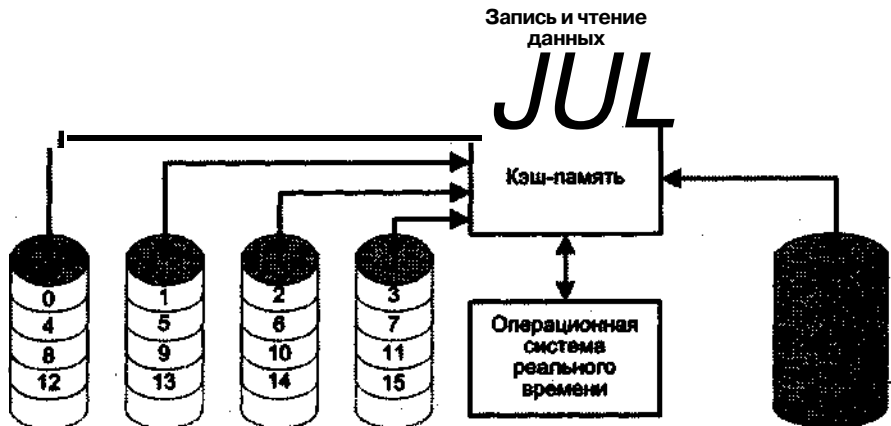 Запись и чтение
данных
JUL
Кэш-память
0 1 2 3
4 5 6 7
8 9 10 11
12 13 14 15
Операционная
система
реального
времени